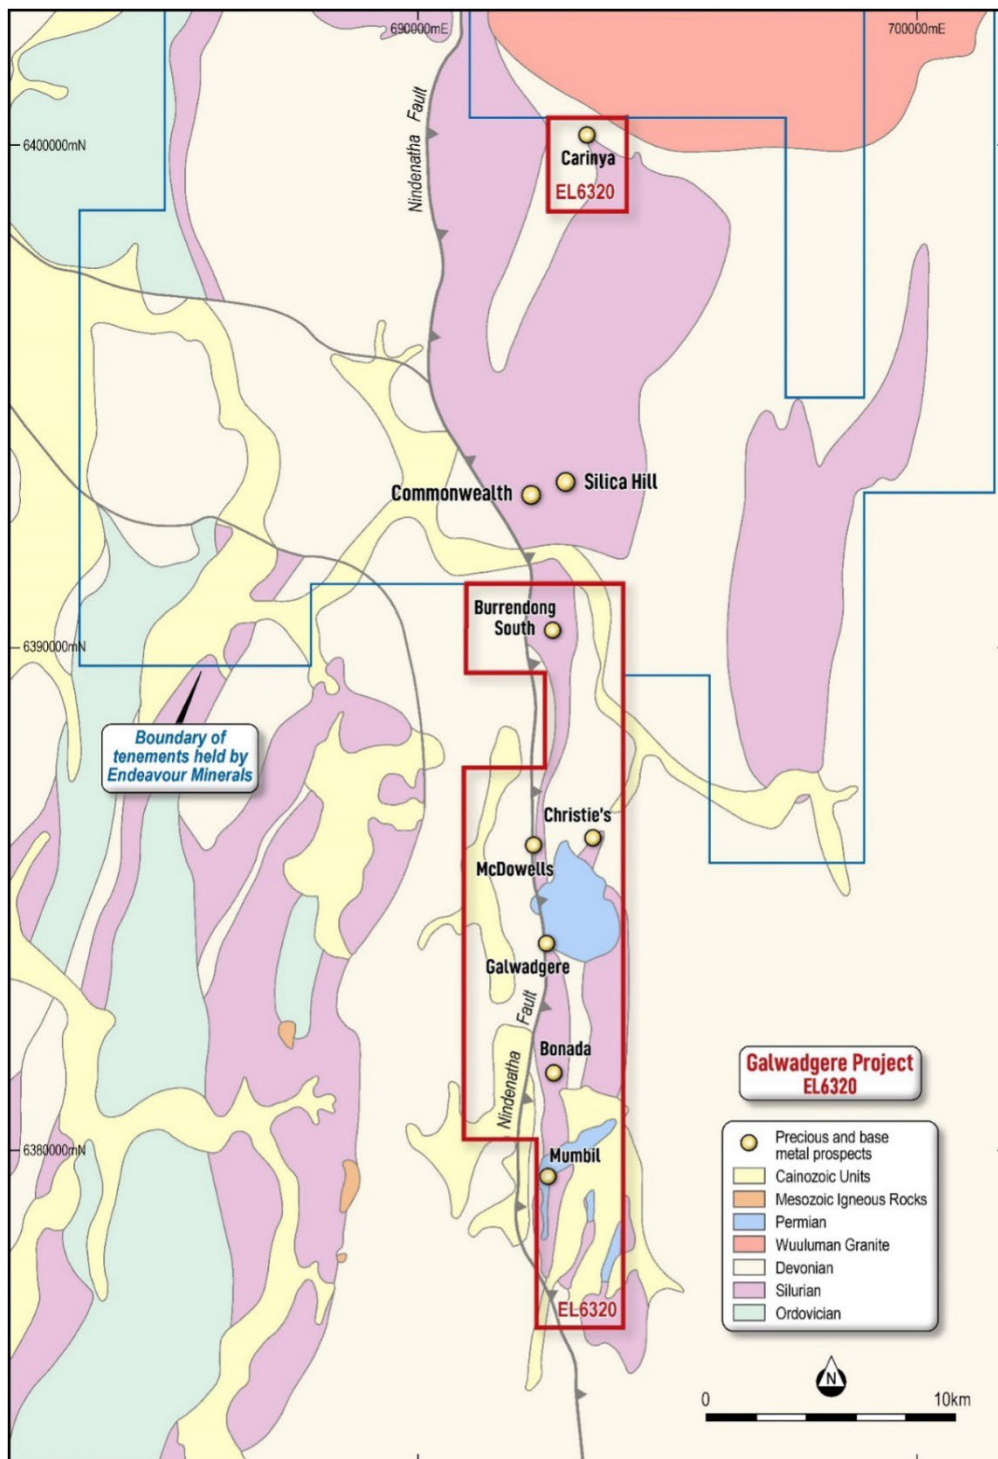 690000mE
700000mE
Nindenatha Fault
6400000mN
Carinya
EL6320
Commonwealth
Silica Hill
Burrendong
South
6390000mN
Boundary of
tenements held by
Endeavour Minerals
Christie's
McDowells
Galwadgere
Nindenatha Fault
Bonada
Galwadgere Project
EL6320
6380000mN
Mumbil
Precious and base
metal prospects
Cainozoic Units
Mesozoic Igneous Rocks
Permian
Wuuluman Granite
Devonian
Silurian
Ordovician
EL6320
N
0
10km